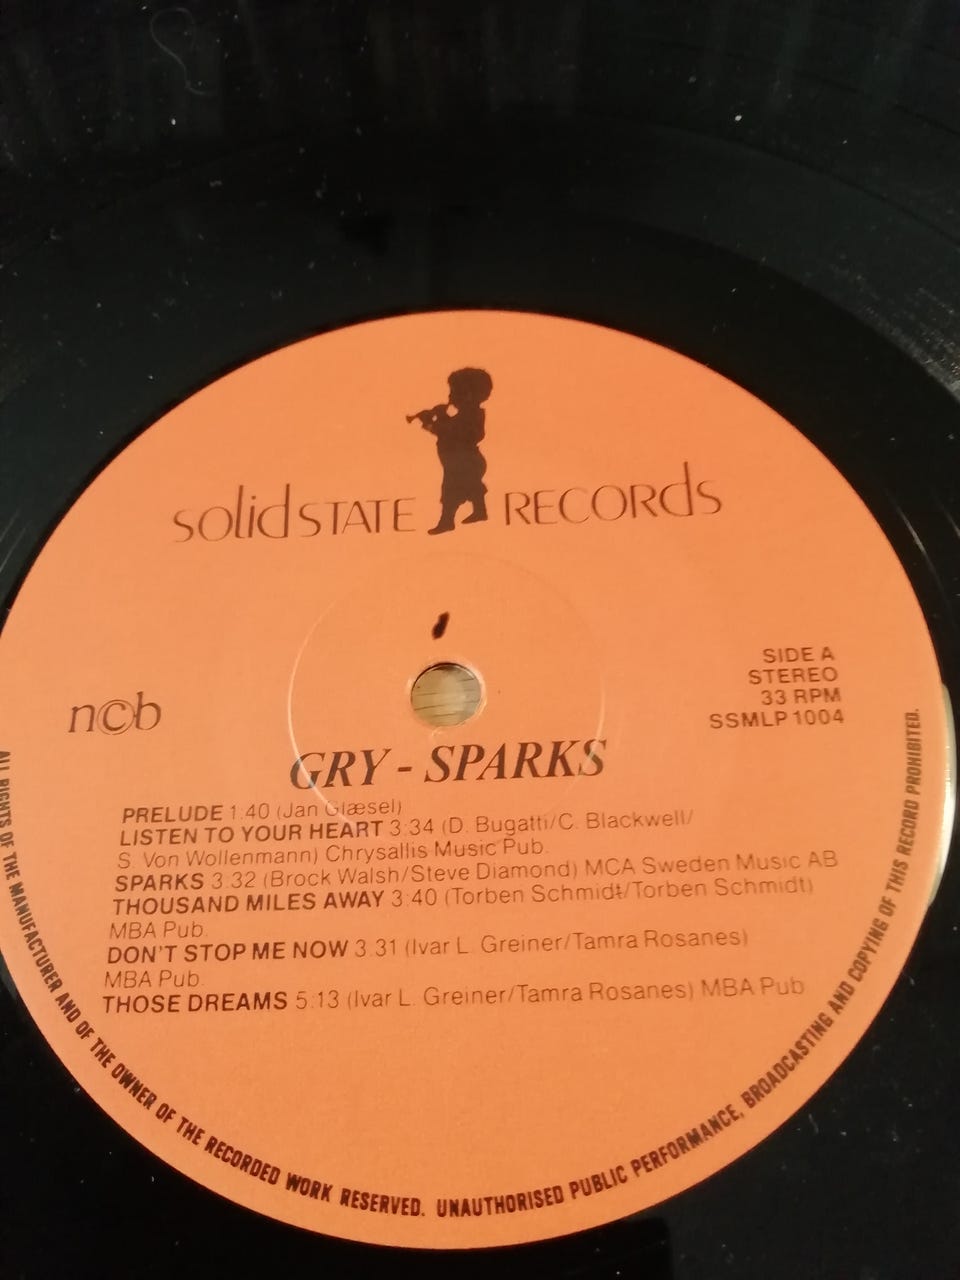 solid STATE RECORds
n©b
SIDE A
STEREO
33 RPM
SSMLP 1004
GRY - SPARKS
PRELUDE 1:40 (Jan Glæsel)
LISTEN TO YOUR HEART 3:34 (D. Bugatti/C. Blackwell/
S. Von Wollenmann) Chrysallis Music Pub.
SPARKS 3:32 (Brock Walsh/Steve Diamond) MCA Sweden Music AB
THOUSAND MILES AWAY 3:40 (Torben Schmidt/Torben Schmidt)
MBA Pub.
DON'T STOP ME NOW 3.31 (Ivar L. Greiner/Tamra Rosanes)
MBA Pub.
THOSE DREAMS 5:13 (Ivar L. Greiner/Tamra Rosanes) MBA Pub
ALL RIGHTS OF THE MANUFACTURER AND OF THE OWNER OF THE RECORDED WORK RESERVED. UNAUTHORISED PUBLIC PERFORMANCE, BROADCASTING AND COPYING OF THIS RECORD PROHIBITED.